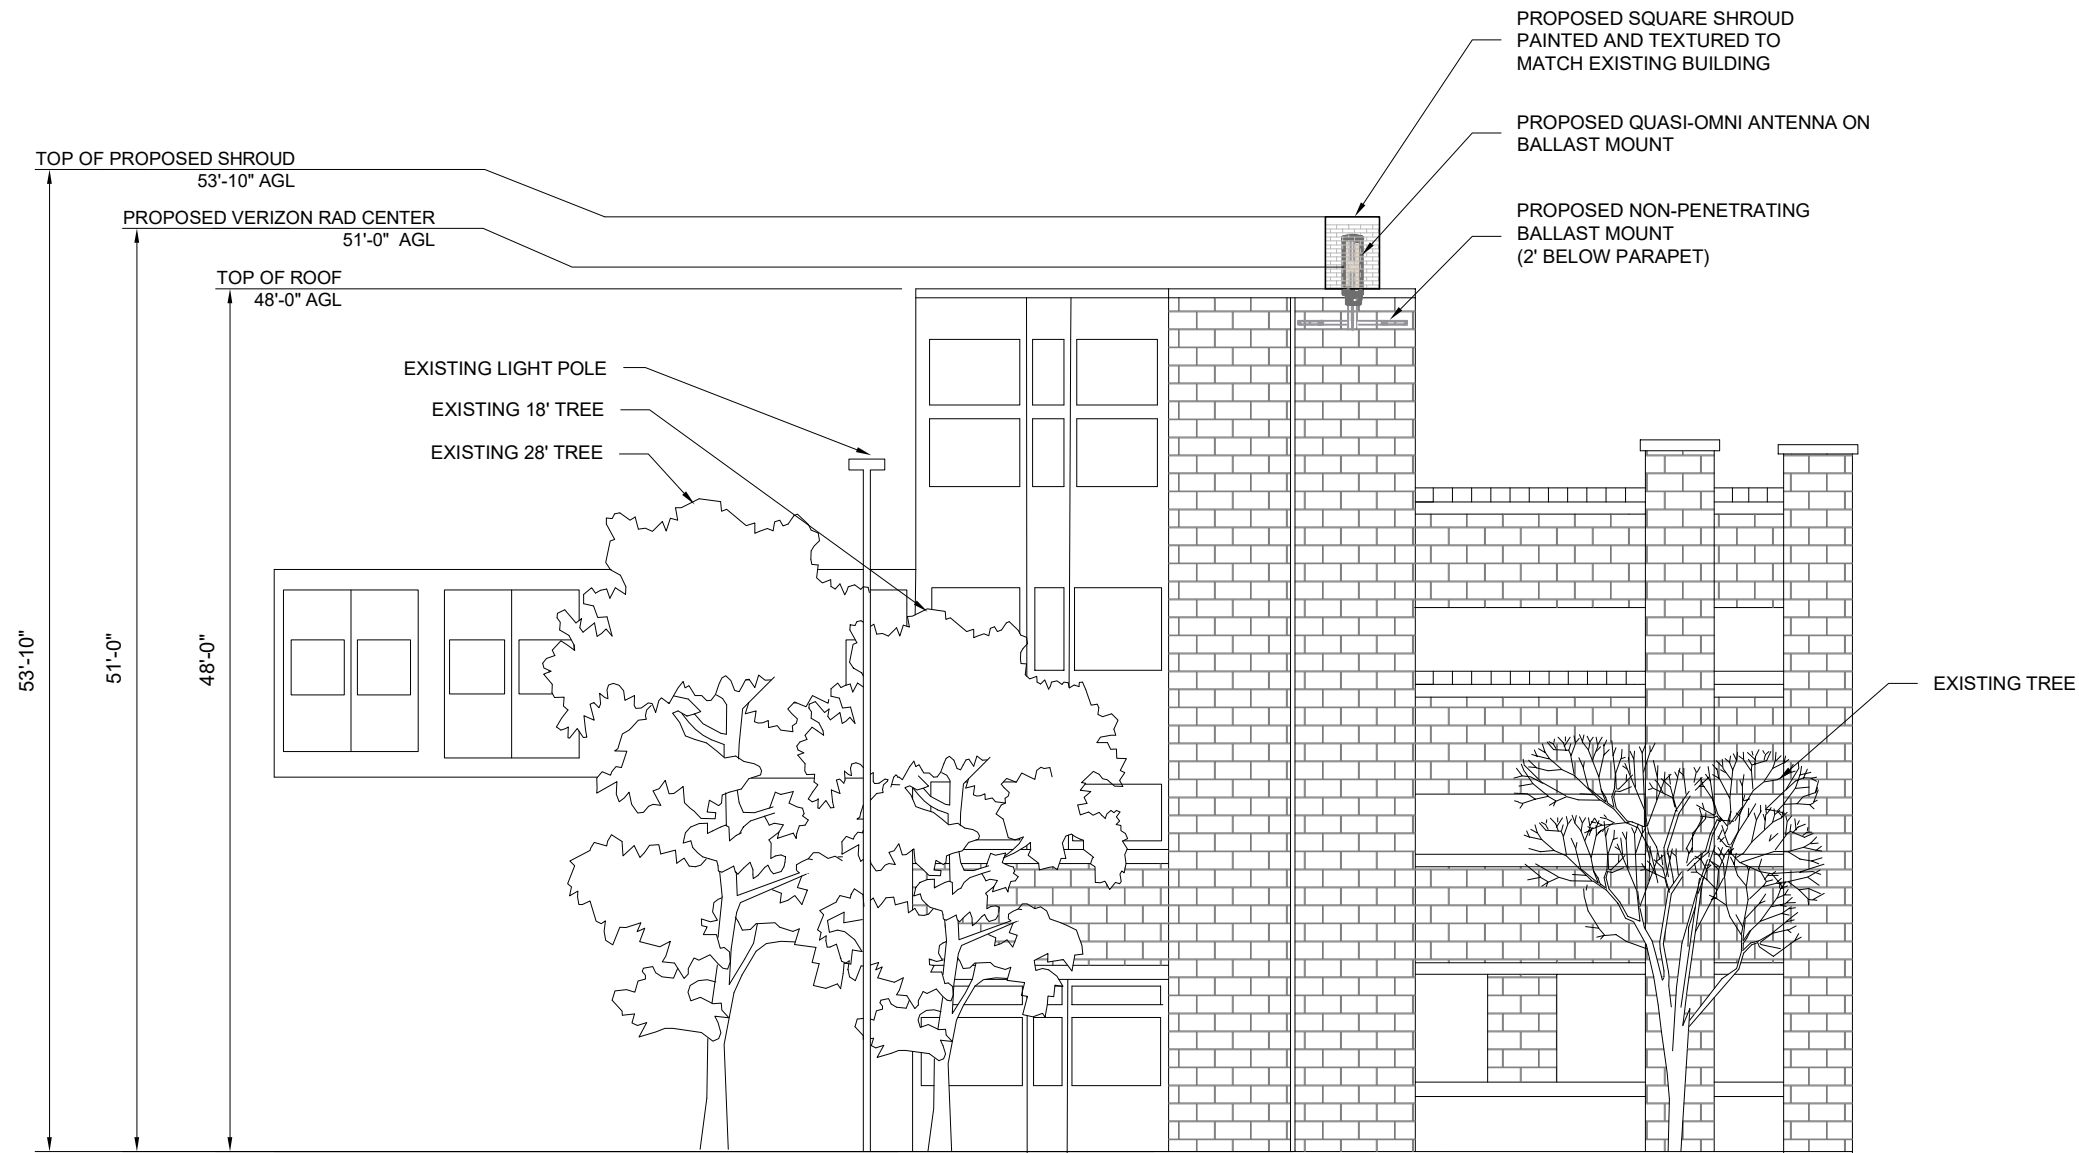 PROPOSED SQUARE SHROUD
PAINTED AND TEXTURED TO
MATCH EXISTING BUILDING
PROPOSED QUASI-OMNI ANTENNA ON
BALLAST MOUNT
TOP OF PROPOSED SHROUD
53'-10" AGL
PROPOSED VERIZON RAD CENTER
51'-0" AGL
PROPOSED NON-PENETRATING
BALLAST MOUNT
(2' BELOW PARAPET)
TOP OF ROOF
48'-0" AGL
EXISTING LIGHT POLE
EXISTING 18' TREE
EXISTING 28' TREE
53'-10"
51'-0"
48'-0"
EXISTING TREE